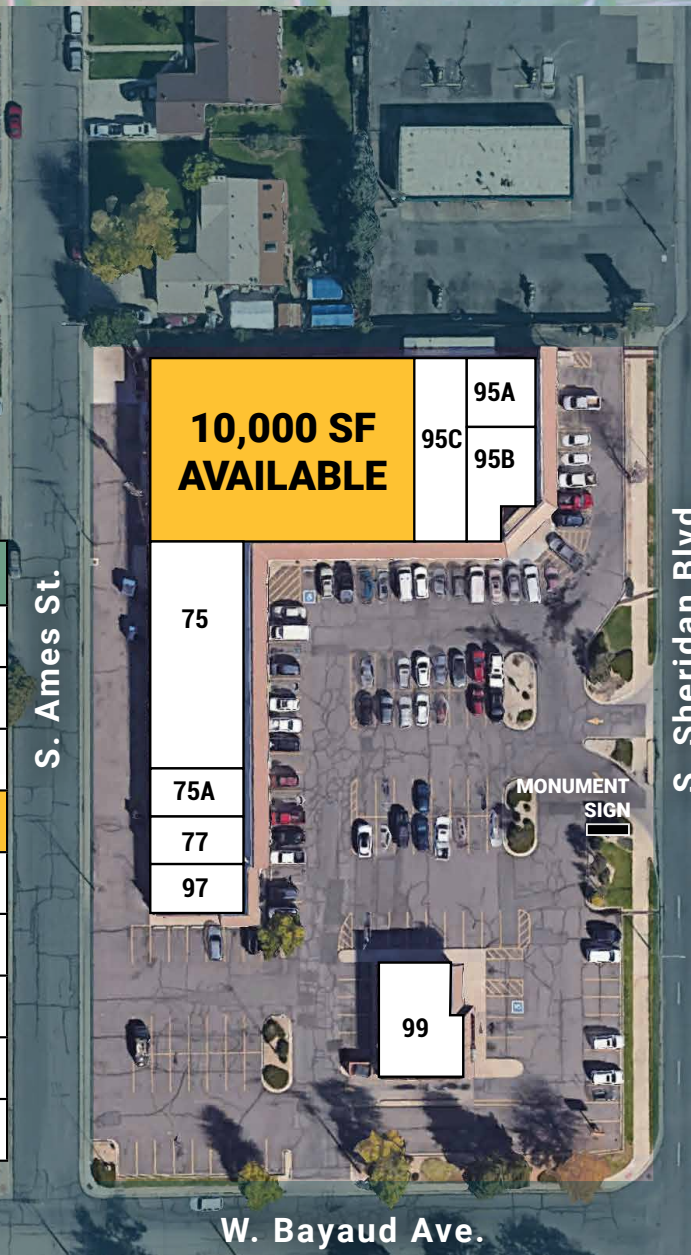 10,000 SF
AVAILABLE
95C
95A
95B
75
75A
77
97
99
MONUMENT
SIGN
S. Ames St.
S. Sheridan Blvd
W. Bayaud Ave.